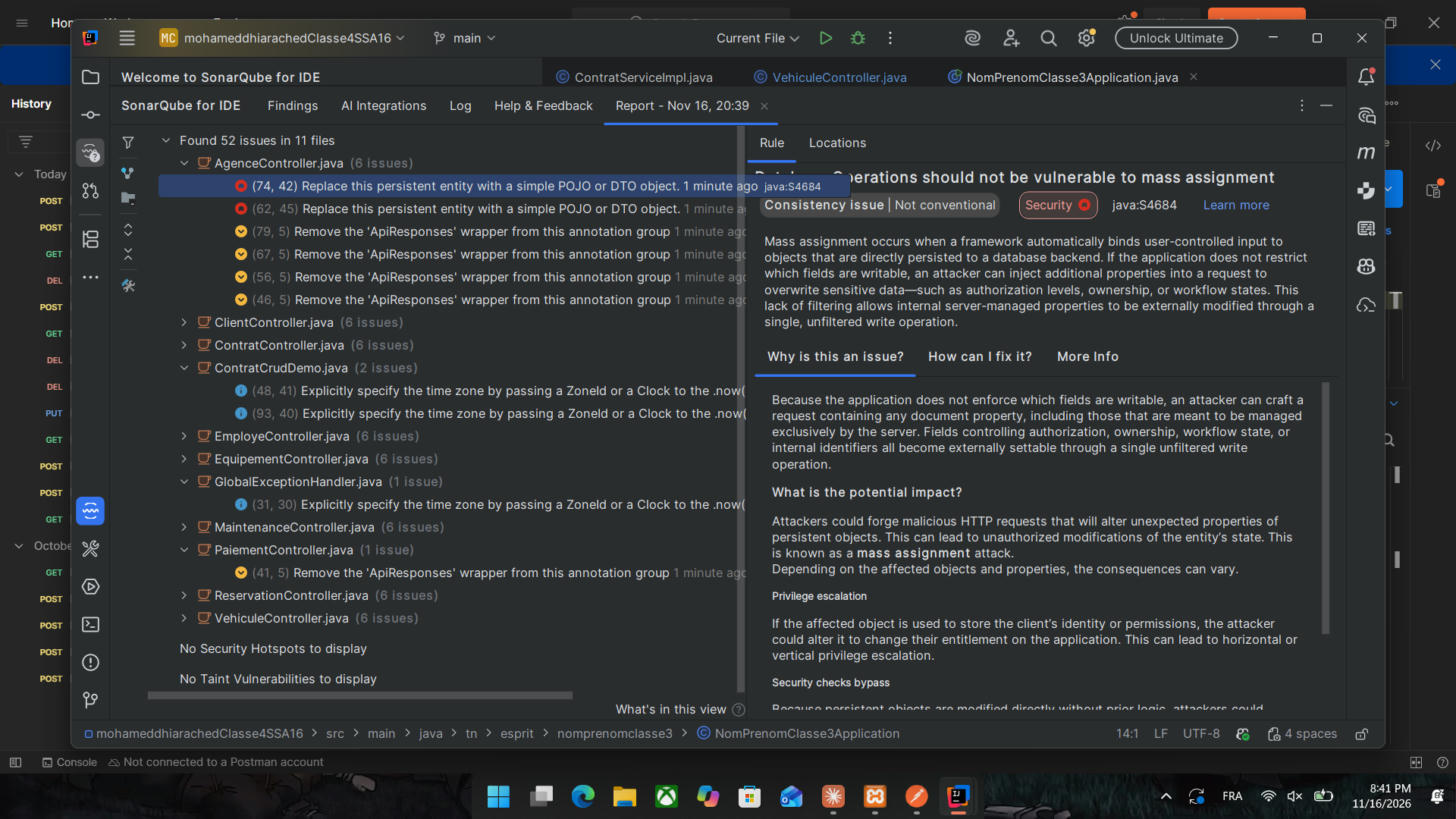 Hom
MC mohameddhiarachedClasse4SSA16 main Current File Unlock Ultimate
Welcome to SonarQube for IDE
ContratServiceImpl.java VehiculeController.java NomPrenomClasse3Application.java
SonarQube for IDE Findings AI Integrations Log Help & Feedback Report - Nov 16, 20:39
History
Today
POST
POST
GET
DEL
POST
GET
DEL
DEL
PUT
GET
POST
POST
GET
Octobe
GET
POST
POST
POST
POST
Found 52 issues in 11 files
AgenceController.java (6 issues)
(74, 42) Replace this persistent entity with a simple POJO or DTO object. 1 minute ago java:S4684
(62, 45) Replace this persistent entity with a simple POJO or DTO object. 1 minute a
(79, 5) Remove the 'ApiResponses' wrapper from this annotation group 1 minute ago
(67, 5) Remove the 'ApiResponses' wrapper from this annotation group 1 minute ago
(56, 5) Remove the 'ApiResponses' wrapper from this annotation group 1 minute ago
(46, 5) Remove the 'ApiResponses' wrapper from this annotation group 1 minute ago
ClientController.java (6 issues)
ContratController.java (6 issues)
ContratCrudDemo.java (2 issues)
(48, 41) Explicitly specify the time zone by passing a ZoneId or a Clock to the .now(
(93, 40) Explicitly specify the time zone by passing a ZoneId or a Clock to the .now(
EmployeController.java (6 issues)
EquipementController.java (6 issues)
GlobalExceptionHandler.java (1 issue)
(31, 30) Explicitly specify the time zone by passing a ZoneId or a Clock to the .now(
MaintenanceController.java (6 issues)
PaiementController.java (1 issue)
(41, 5) Remove the 'ApiResponses' wrapper from this annotation group 1 minute ago
ReservationController.java (6 issues)
VehiculeController.java (6 issues)
No Security Hotspots to display
No Taint Vulnerabilities to display
What's in this view
Rule Locations
Operations should not be vulnerable to mass assignment
Consistency issue | Not conventional Security java:S4684 Learn more
Mass assignment occurs when a framework automatically binds user-controlled input to
objects that are directly persisted to a database backend. If the application does not restrict
which fields are writable, an attacker can inject additional properties into a request to
overwrite sensitive data—such as authorization levels, ownership, or workflow states. This
lack of filtering allows internal server-managed properties to be externally modified through a
single, unfiltered write operation.
Why is this an issue? How can I fix it? More Info
Because the application does not enforce which fields are writable, an attacker can craft a
request containing any document property, including those that are meant to be managed
exclusively by the server. Fields controlling authorization, ownership, workflow state, or
internal identifiers all become externally settable through a single unfiltered write
operation.
What is the potential impact?
Attackers could forge malicious HTTP requests that will alter unexpected properties of
persistent objects. This can lead to unauthorized modifications of the entity's state. This
is known as a mass assignment attack.
Depending on the affected objects and properties, the consequences can vary.
Privilege escalation
If the affected object is used to store the client's identity or permissions, the attacker
could alter it to change their entitlement on the application. This can lead to horizontal or
vertical privilege escalation.
Security checks bypass
Because persistent objects are modified directly without prior logic, attackers could
mohameddhiarachedClasse4SSA16 > src > main > java > tn > esprit > nomprenomclasse3 > NomPrenomClasse3Application 14:1 LF UTF-8 4 spaces
Console Not connected to a Postman account
FRA
8:41 PM
11/16/2026